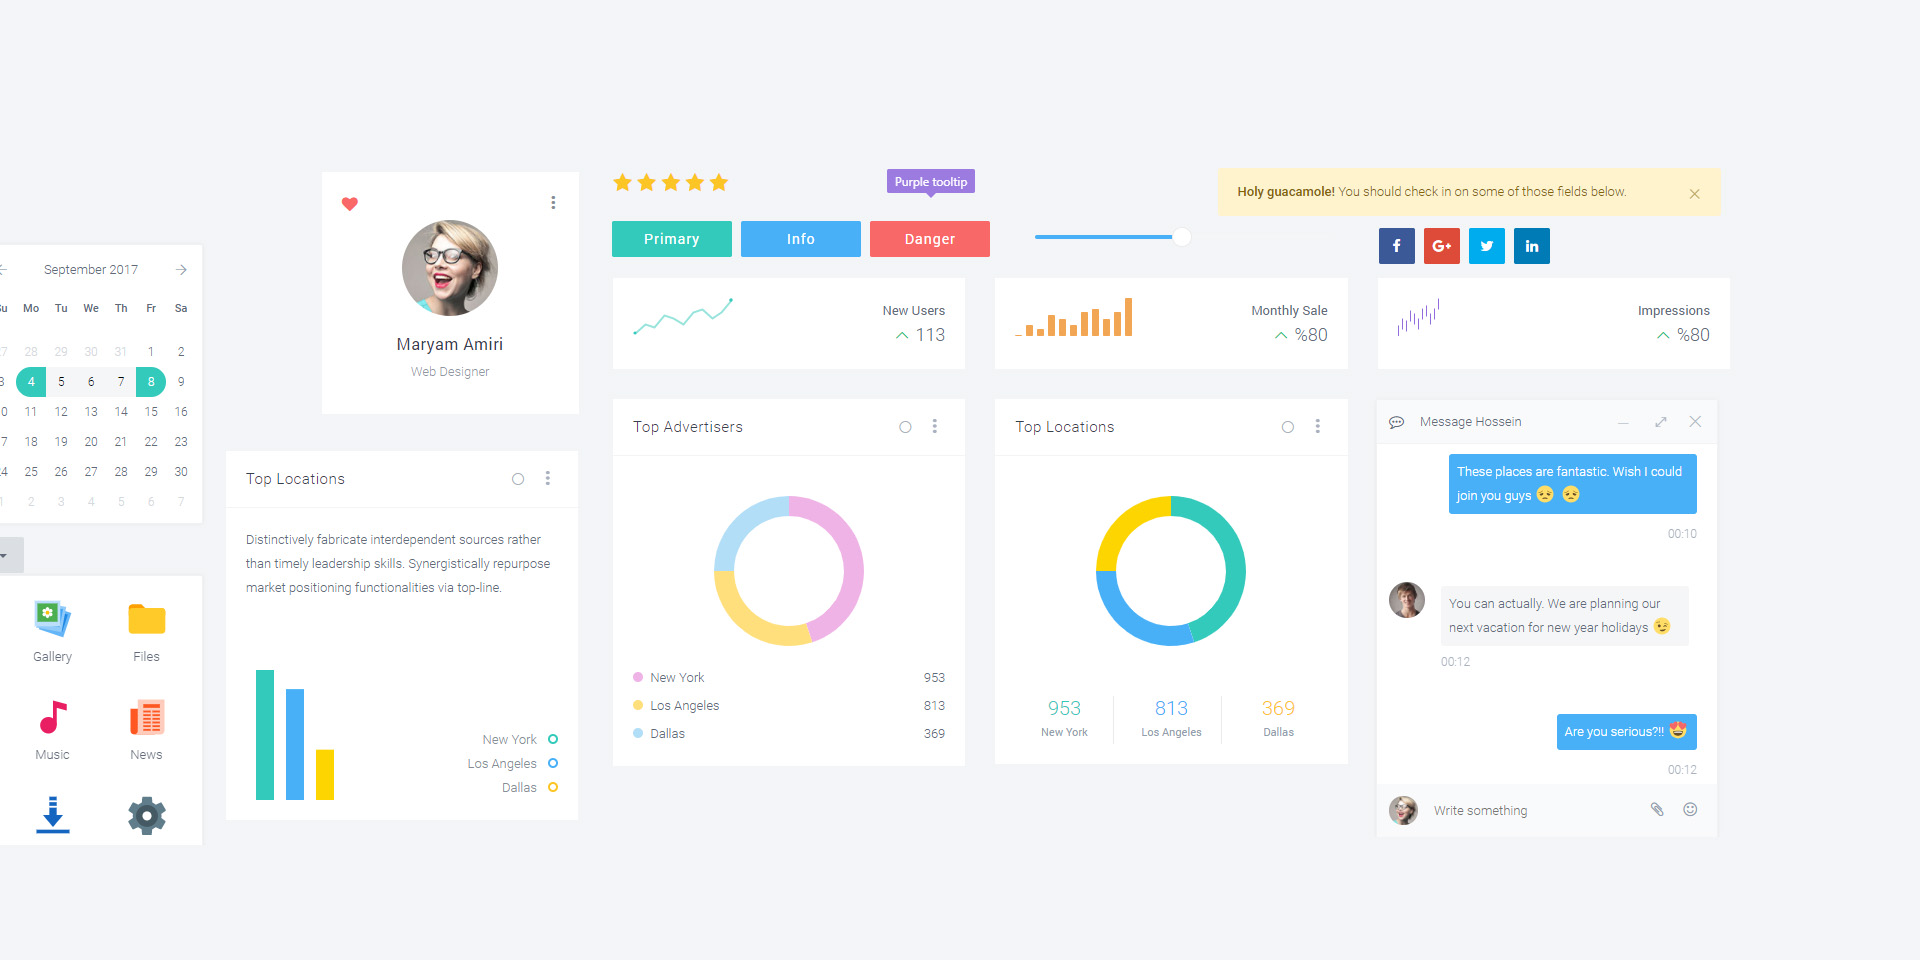 September 2017
Mo Tu We Th Fr Sa
28 29 30 31 1 2
4 5 6 7 8 9
11 12 13 14 15 16
18 19 20 21 22 23
25 26 27 28 29 30
2 3 4 5 6 7
Gallery
Files
Music
News
Maryam Amiri
Web Designer
Top Locations
Distinctively fabricate interdependent sources rather
than timely leadership skills. Synergistically repurpose
market positioning functionalities via top-line.
New York
Los Angeles
Dallas
Purple tooltip
Primary
Info
Danger
Holy guacamole! You should check in on some of those fields below.
f
G+
in
New Users
113
Monthly Sale
%80
Impressions
%80
Top Advertisers
New York 953
Los Angeles 813
Dallas 369
Top Locations
953 813 369
New York Los Angeles Dallas
Message Hossein
These places are fantastic. Wish I could
join you guys 😟 😟
00:10
You can actually. We are planning our
next vacation for new year holidays 😉
00:12
Are you serious?!! 😍
00:12
Write something